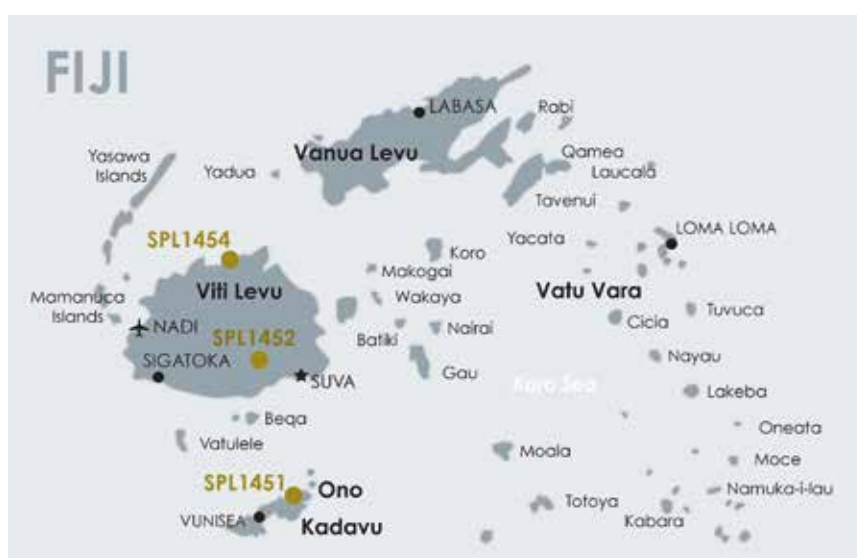 FIJI
LABASA
Rabi
Vanua Levu
Yasawa
Islands
Yadua
Qamea
Laucala
Tavenui
SPL1454
LOMA LOMA
Koro
Yacata
Makogai
Viti Levu
Wakaya
Vatu Vara
Mamanuca
Islands
NADI
Tuvuca
Cicia
SPL1452
Batiki
Nairai
SIGATOKA
Nayau
Gau
SUVA
Koro Sea
Lakeba
Beqa
Oneata
Vatulele
Moala
Moce
SPL1451
Ono
Namuka-i-lau
Totoya
VUNISEA
Kadavu
Kabara